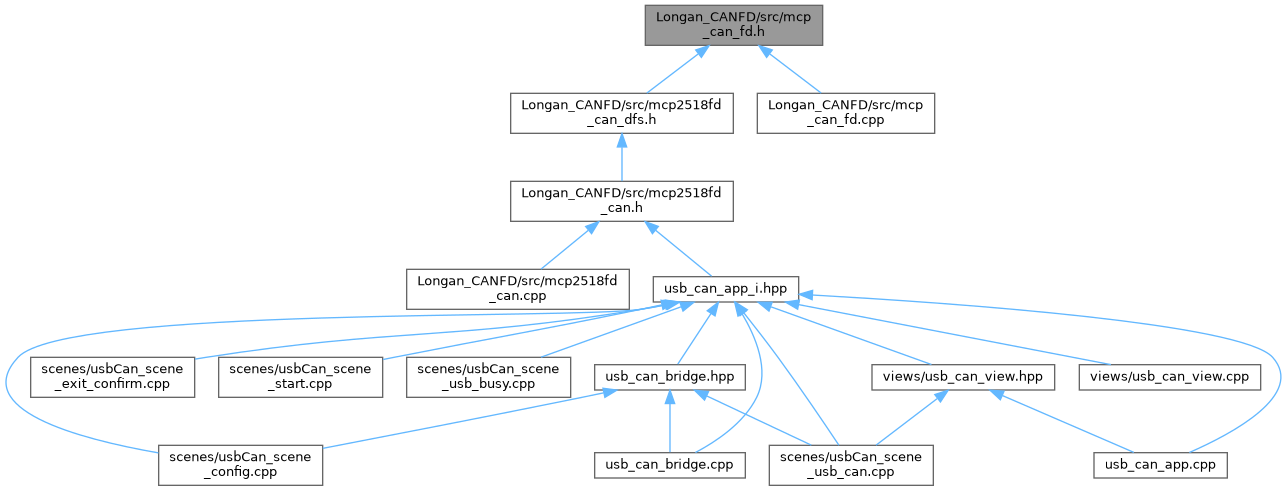 Longan_CANFD/src/mcp
_can_fd.h
Longan_CANFD/src/mcp2518fd
_can_dfs.h
Longan_CANFD/src/mcp
_can_fd.cpp
Longan_CANFD/src/mcp2518fd
_can.h
Longan_CANFD/src/mcp2518fd
_can.cpp
usb_can_app_i.hpp
scenes/usbCan_scene
_exit_confirm.cpp
scenes/usbCan_scene
_start.cpp
scenes/usbCan_scene
_usb_busy.cpp
usb_can_bridge.hpp
views/usb_can_view.hpp
views/usb_can_view.cpp
scenes/usbCan_scene
_config.cpp
usb_can_bridge.cpp
scenes/usbCan_scene
_usb_can.cpp
usb_can_app.cpp